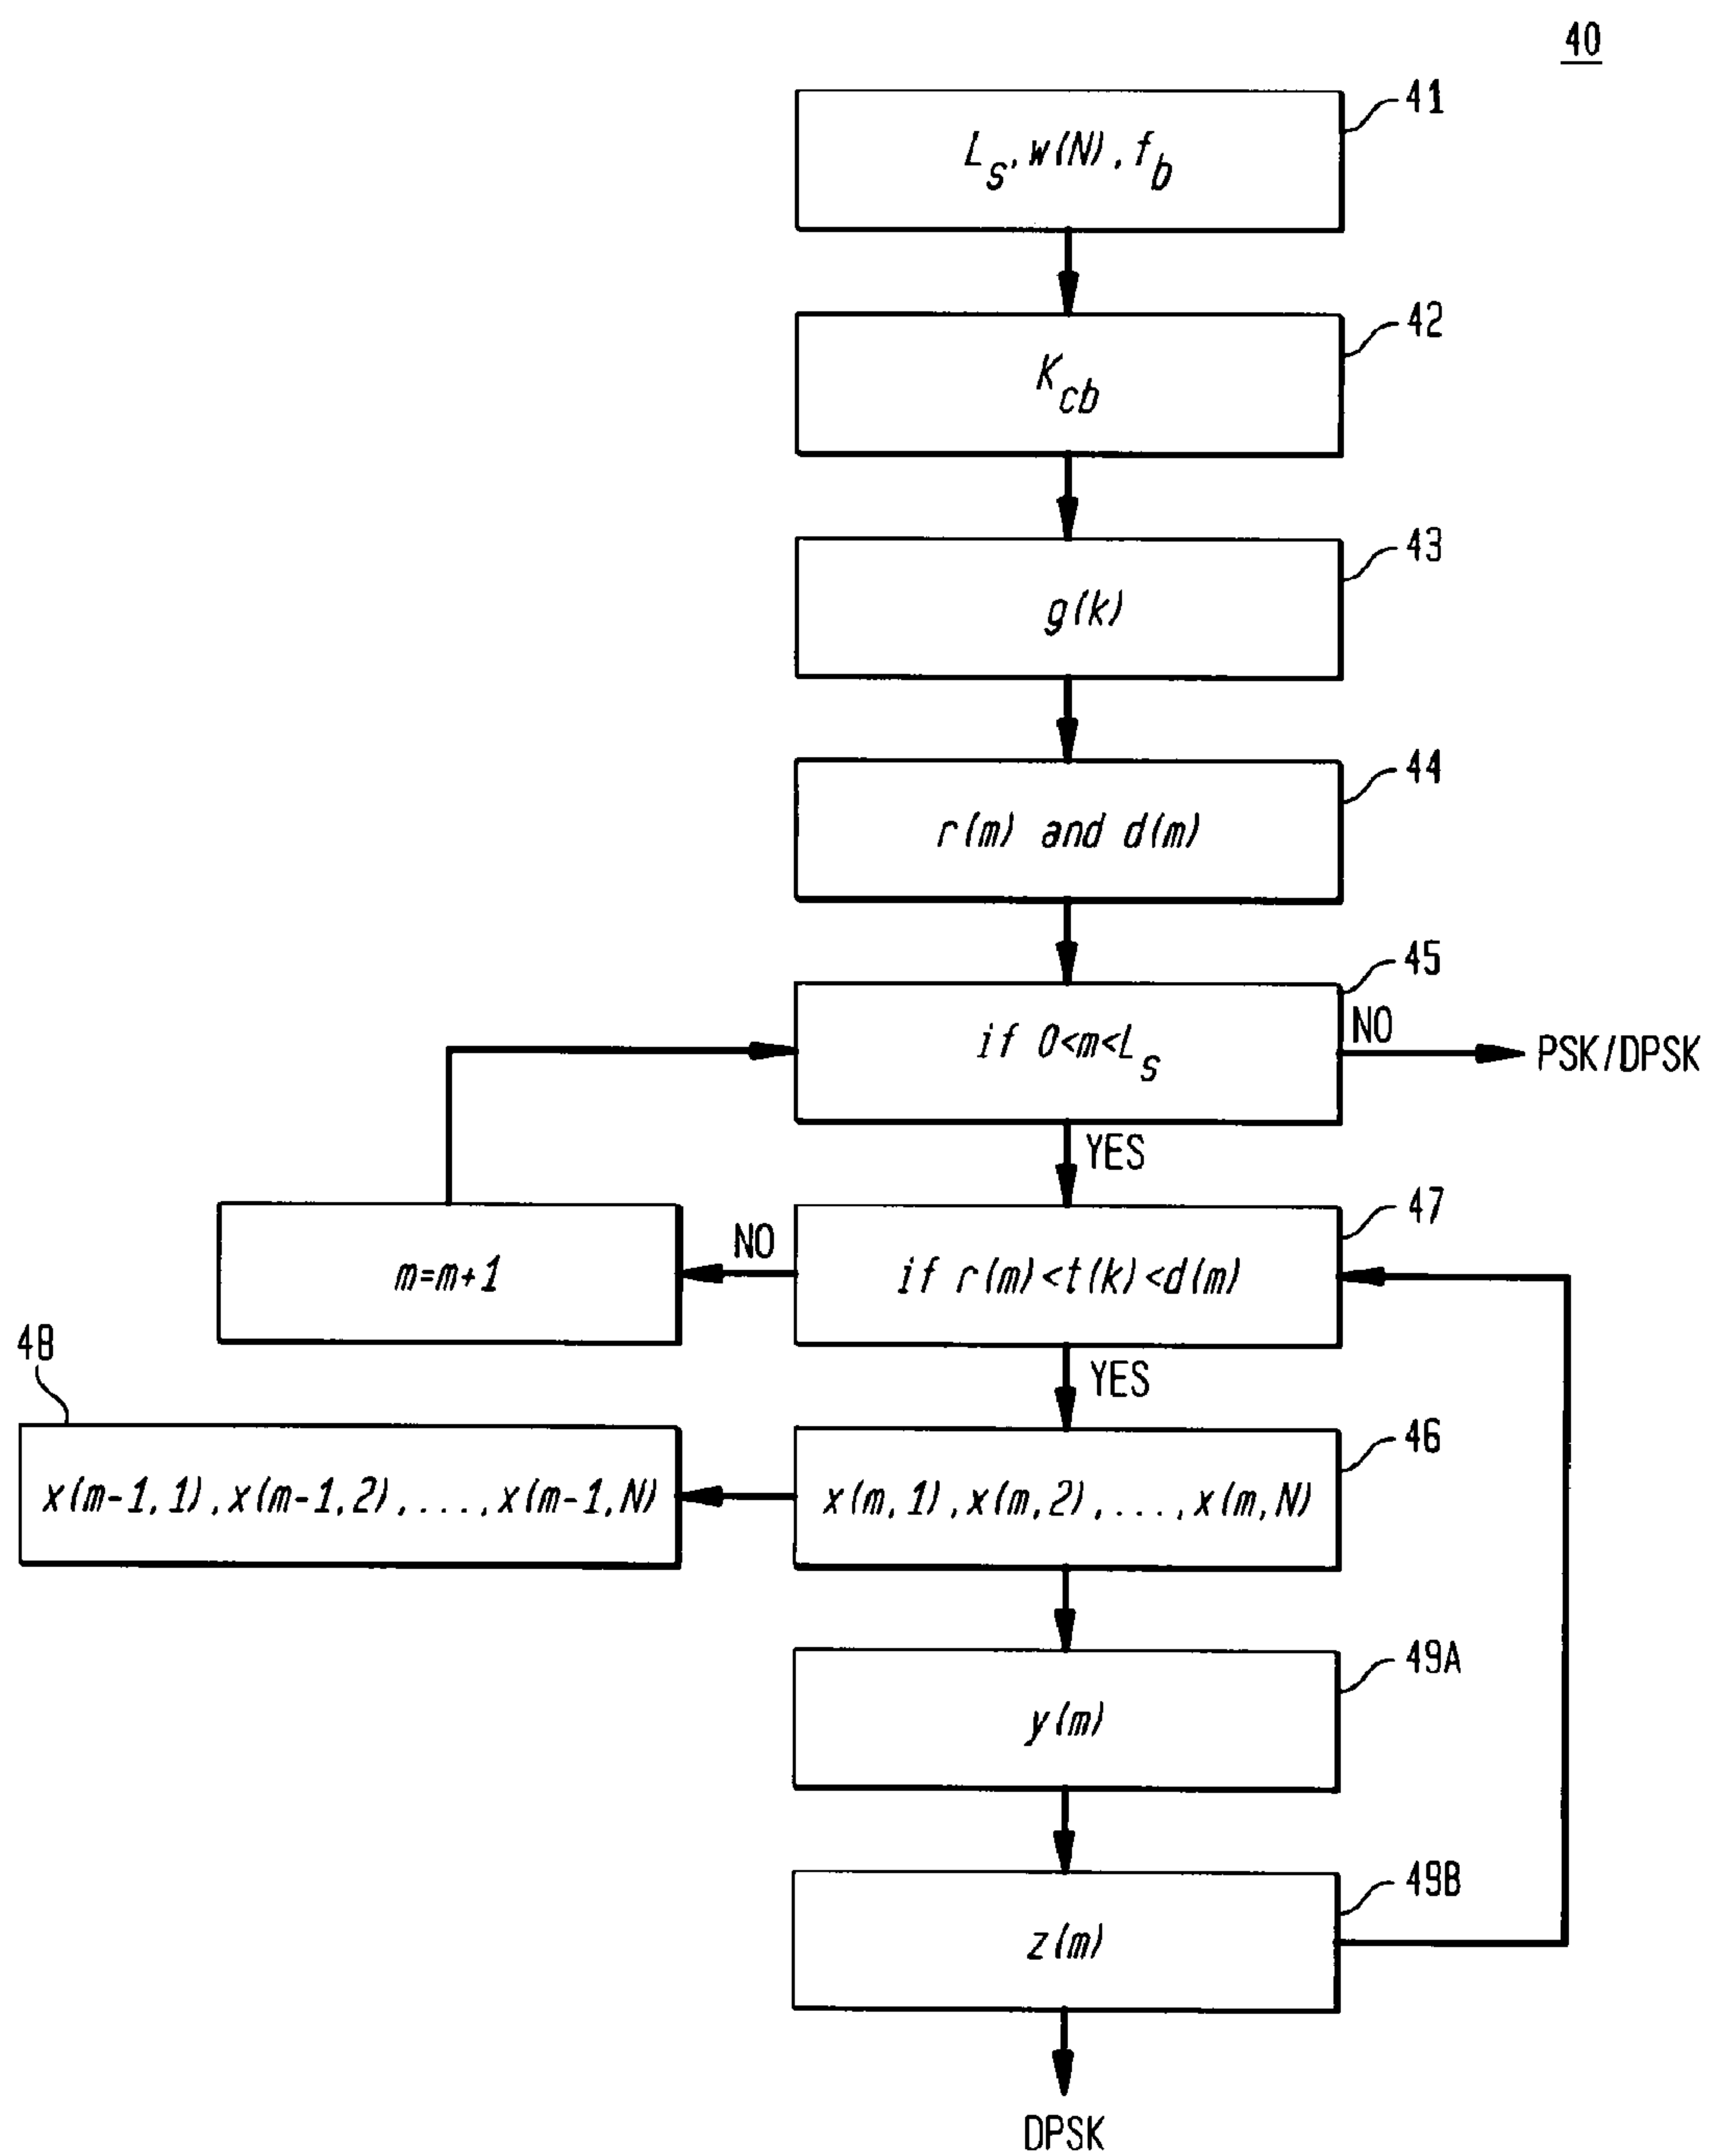 40
41
L_s, w(N), f_b
42
K_cb
43
g(k)
44
r(m) and d(m)
45
if 0<m<L_s
NO
PSK/DPSK
YES
47
if r(m)<t(k)<d(m)
NO
m=m+1
YES
48
x(m-1,1),x(m-1,2),...,x(m-1,N)
46
x(m,1),x(m,2),...,x(m,N)
49A
y(m)
49B
z(m)
DPSK